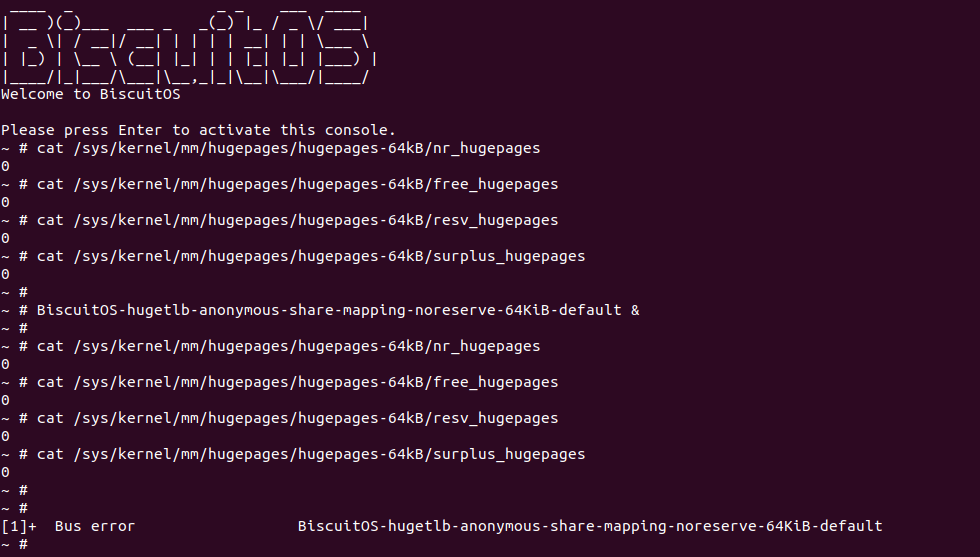 ____  _                _ _    ___  ____
| __ )(_)___  ___ _   _(_) |_ / _ \/ ___|
|  _ \| / __|/ __| | | | | __| | | \___ \
| |_) | \__ \ (__| |_| | | |_| |_| |___) |
|____/|_|___/\___|\__,_|_|\__|\___/|____/
Welcome to BiscuitOS
Please press Enter to activate this console.
~ # cat /sys/kernel/mm/hugepages/hugepages-64kB/nr_hugepages
0
~ # cat /sys/kernel/mm/hugepages/hugepages-64kB/free_hugepages
0
~ # cat /sys/kernel/mm/hugepages/hugepages-64kB/resv_hugepages
0
~ # cat /sys/kernel/mm/hugepages/hugepages-64kB/surplus_hugepages
0
~ #
~ # BiscuitOS-hugetlb-anonymous-share-mapping-noreserve-64KiB-default &
~ #
~ # cat /sys/kernel/mm/hugepages/hugepages-64kB/nr_hugepages
0
~ # cat /sys/kernel/mm/hugepages/hugepages-64kB/free_hugepages
0
~ # cat /sys/kernel/mm/hugepages/hugepages-64kB/resv_hugepages
0
~ # cat /sys/kernel/mm/hugepages/hugepages-64kB/surplus_hugepages
0
~ #
~ #
[1]+  Bus error                  BiscuitOS-hugetlb-anonymous-share-mapping-noreserve-64KiB-default
~ #